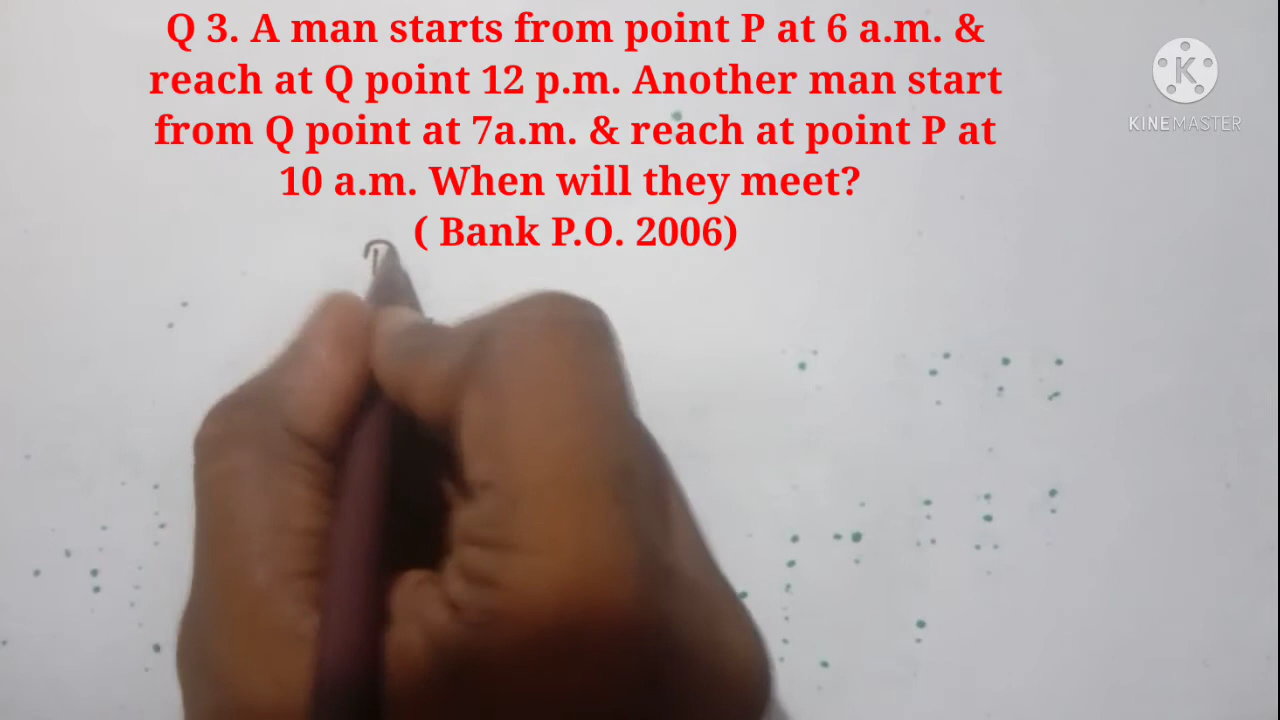 Q 3. A man starts from point P at 6 a.m. &
reach at Q point 12 p.m. Another man start
from Q point at 7a.m. & reach at point P at
10 a.m. When will they meet?
( Bank P.O. 2006)
K
KINEMASTER